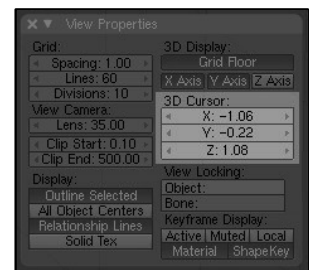 View Properties
Grid:
Spacing: 1.00
Lines: 60
Divisions: 10
View Camera:
Lens: 35.00
Clip Start: 0.10
Clip End: 500.00
Display:
Outline Selected
All Object Centers
Relationship Lines
Solid Tex
3D Display:
Grid Floor
X Axis Y Axis Z Axis
3D Cursor:
X: -1.06
Y: -0.22
Z: 1.08
View Locking:
Object:
Bone:
Keyframe Display:
Active Muted Local
Material ShapeKey